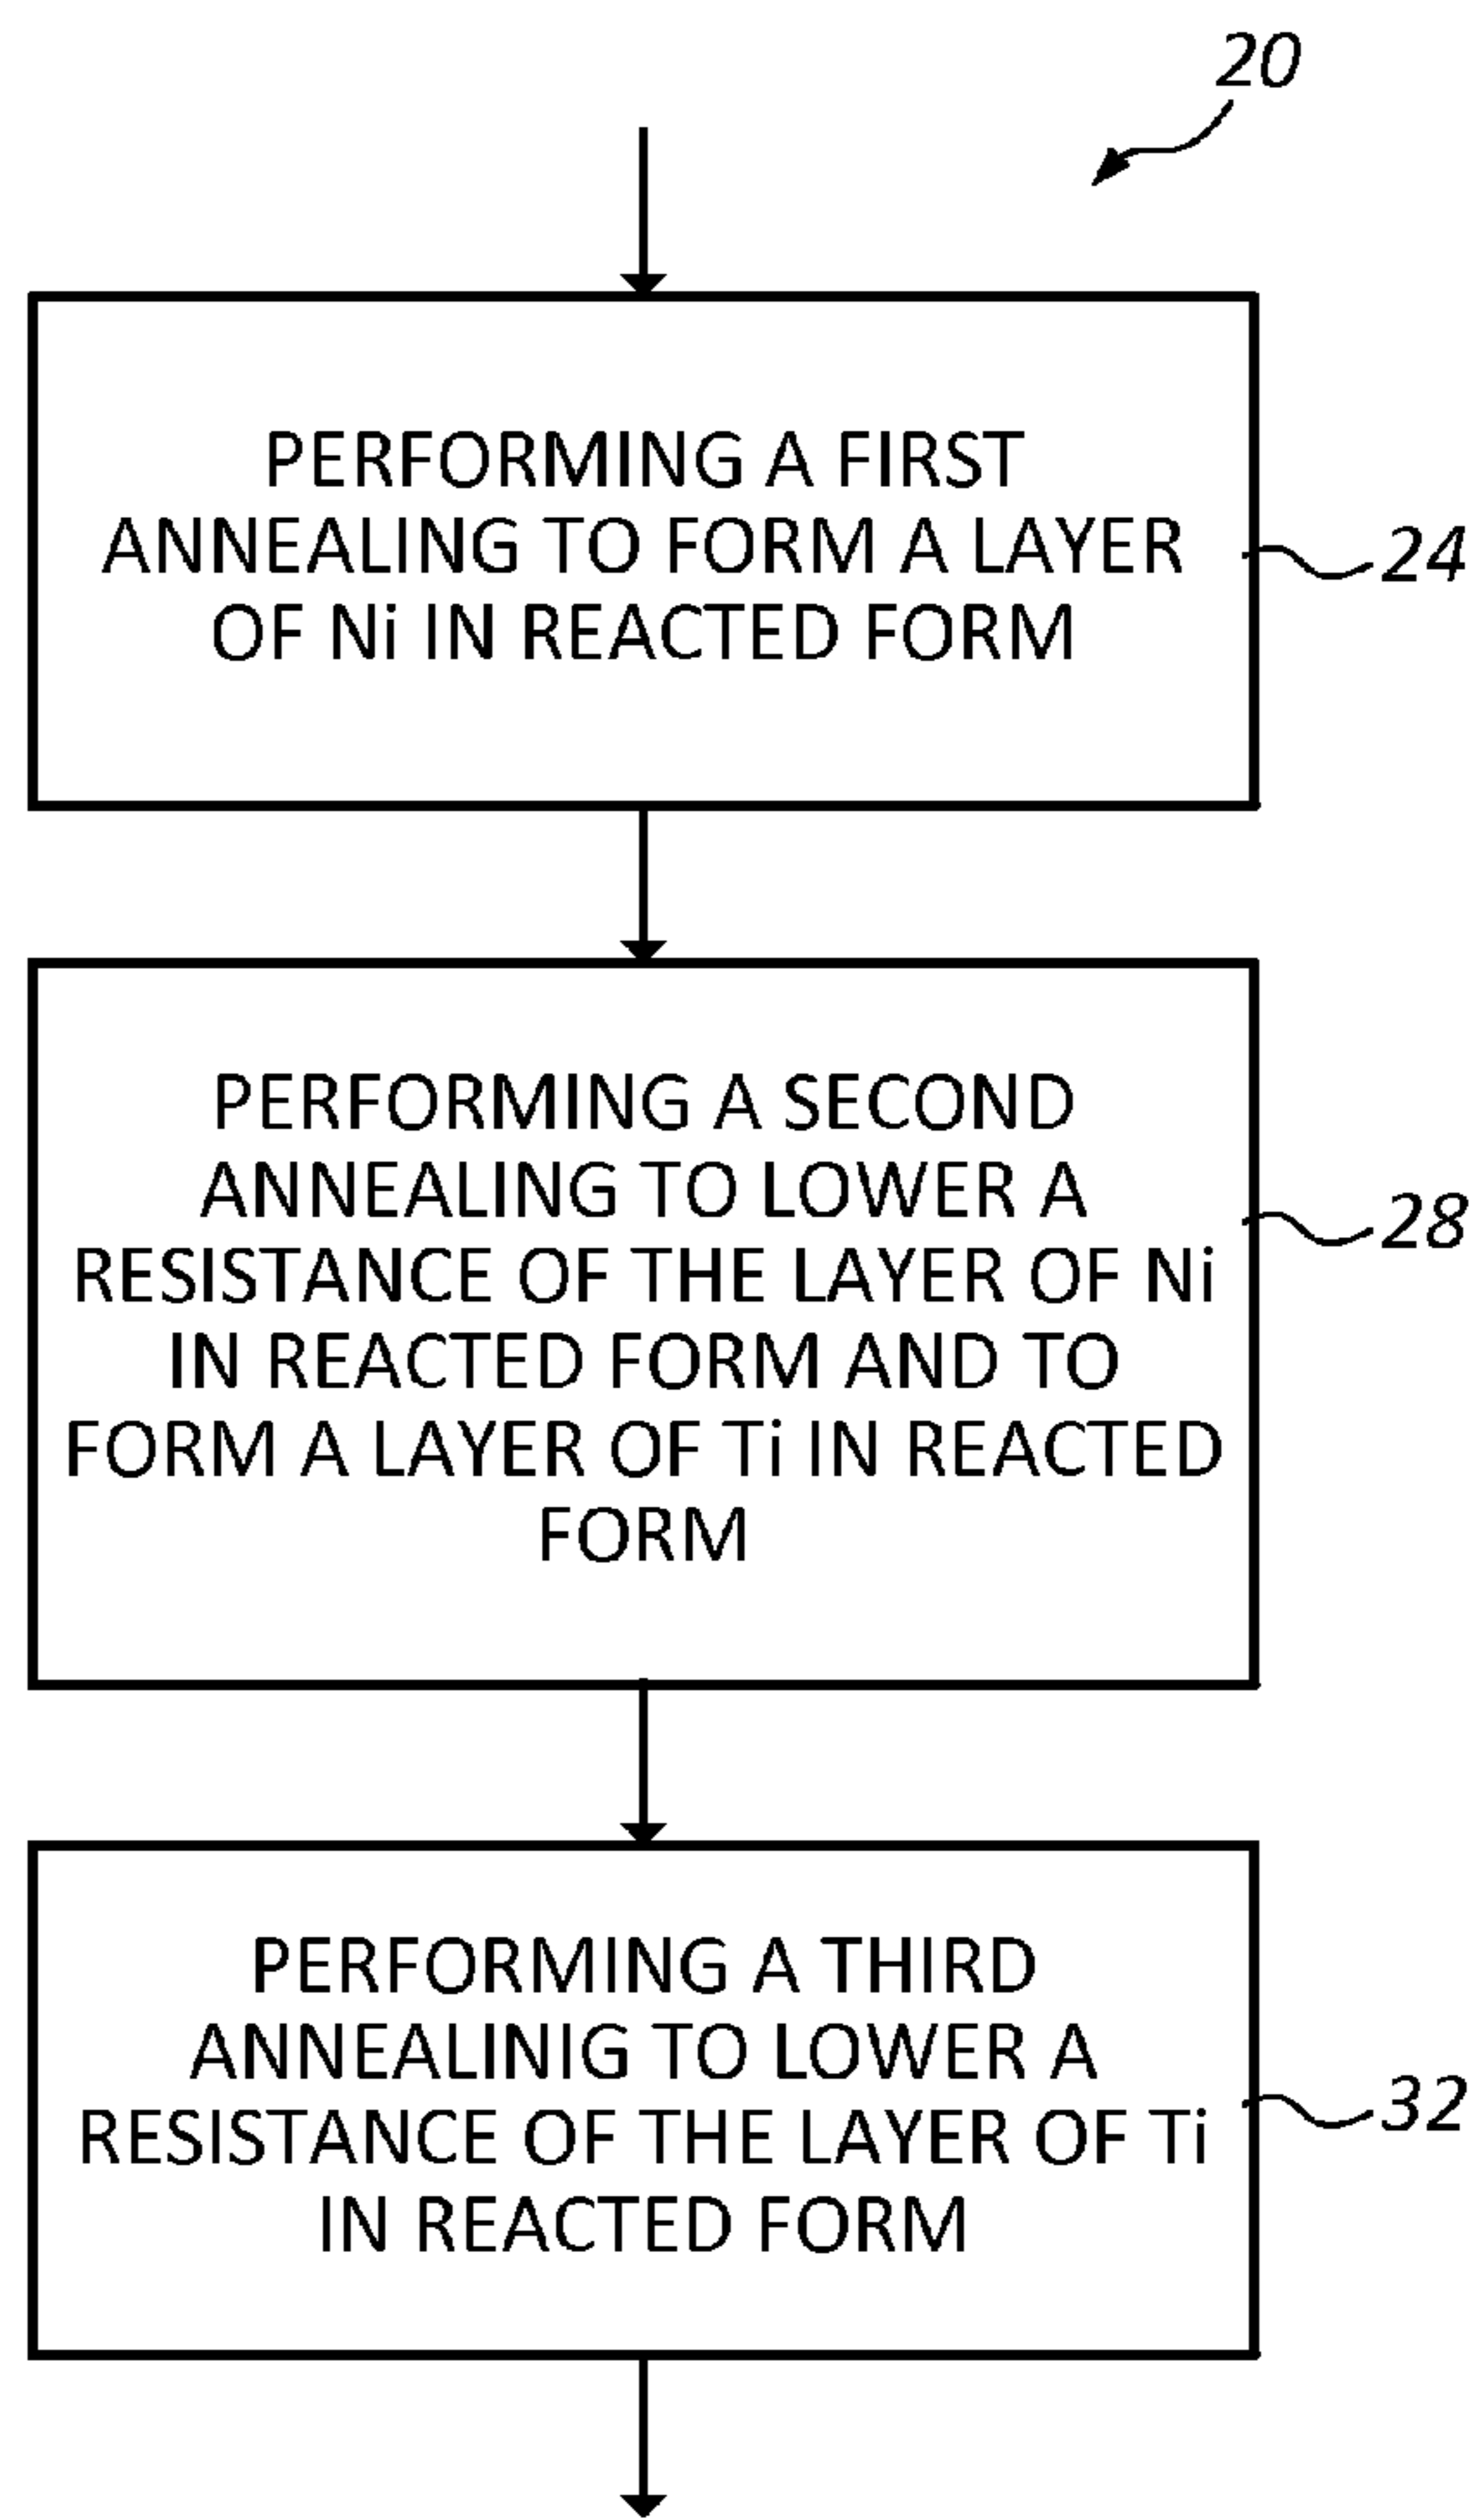 20
PERFORMING A FIRST
ANNEALING TO FORM A LAYER
OF Ni IN REACTED FORM
24
PERFORMING A SECOND
ANNEALING TO LOWER A
RESISTANCE OF THE LAYER OF Ni
IN REACTED FORM AND TO
FORM A LAYER OF Ti IN REACTED
FORM
28
PERFORMING A THIRD
ANNEALINIG TO LOWER A
RESISTANCE OF THE LAYER OF Ti
IN REACTED FORM
32